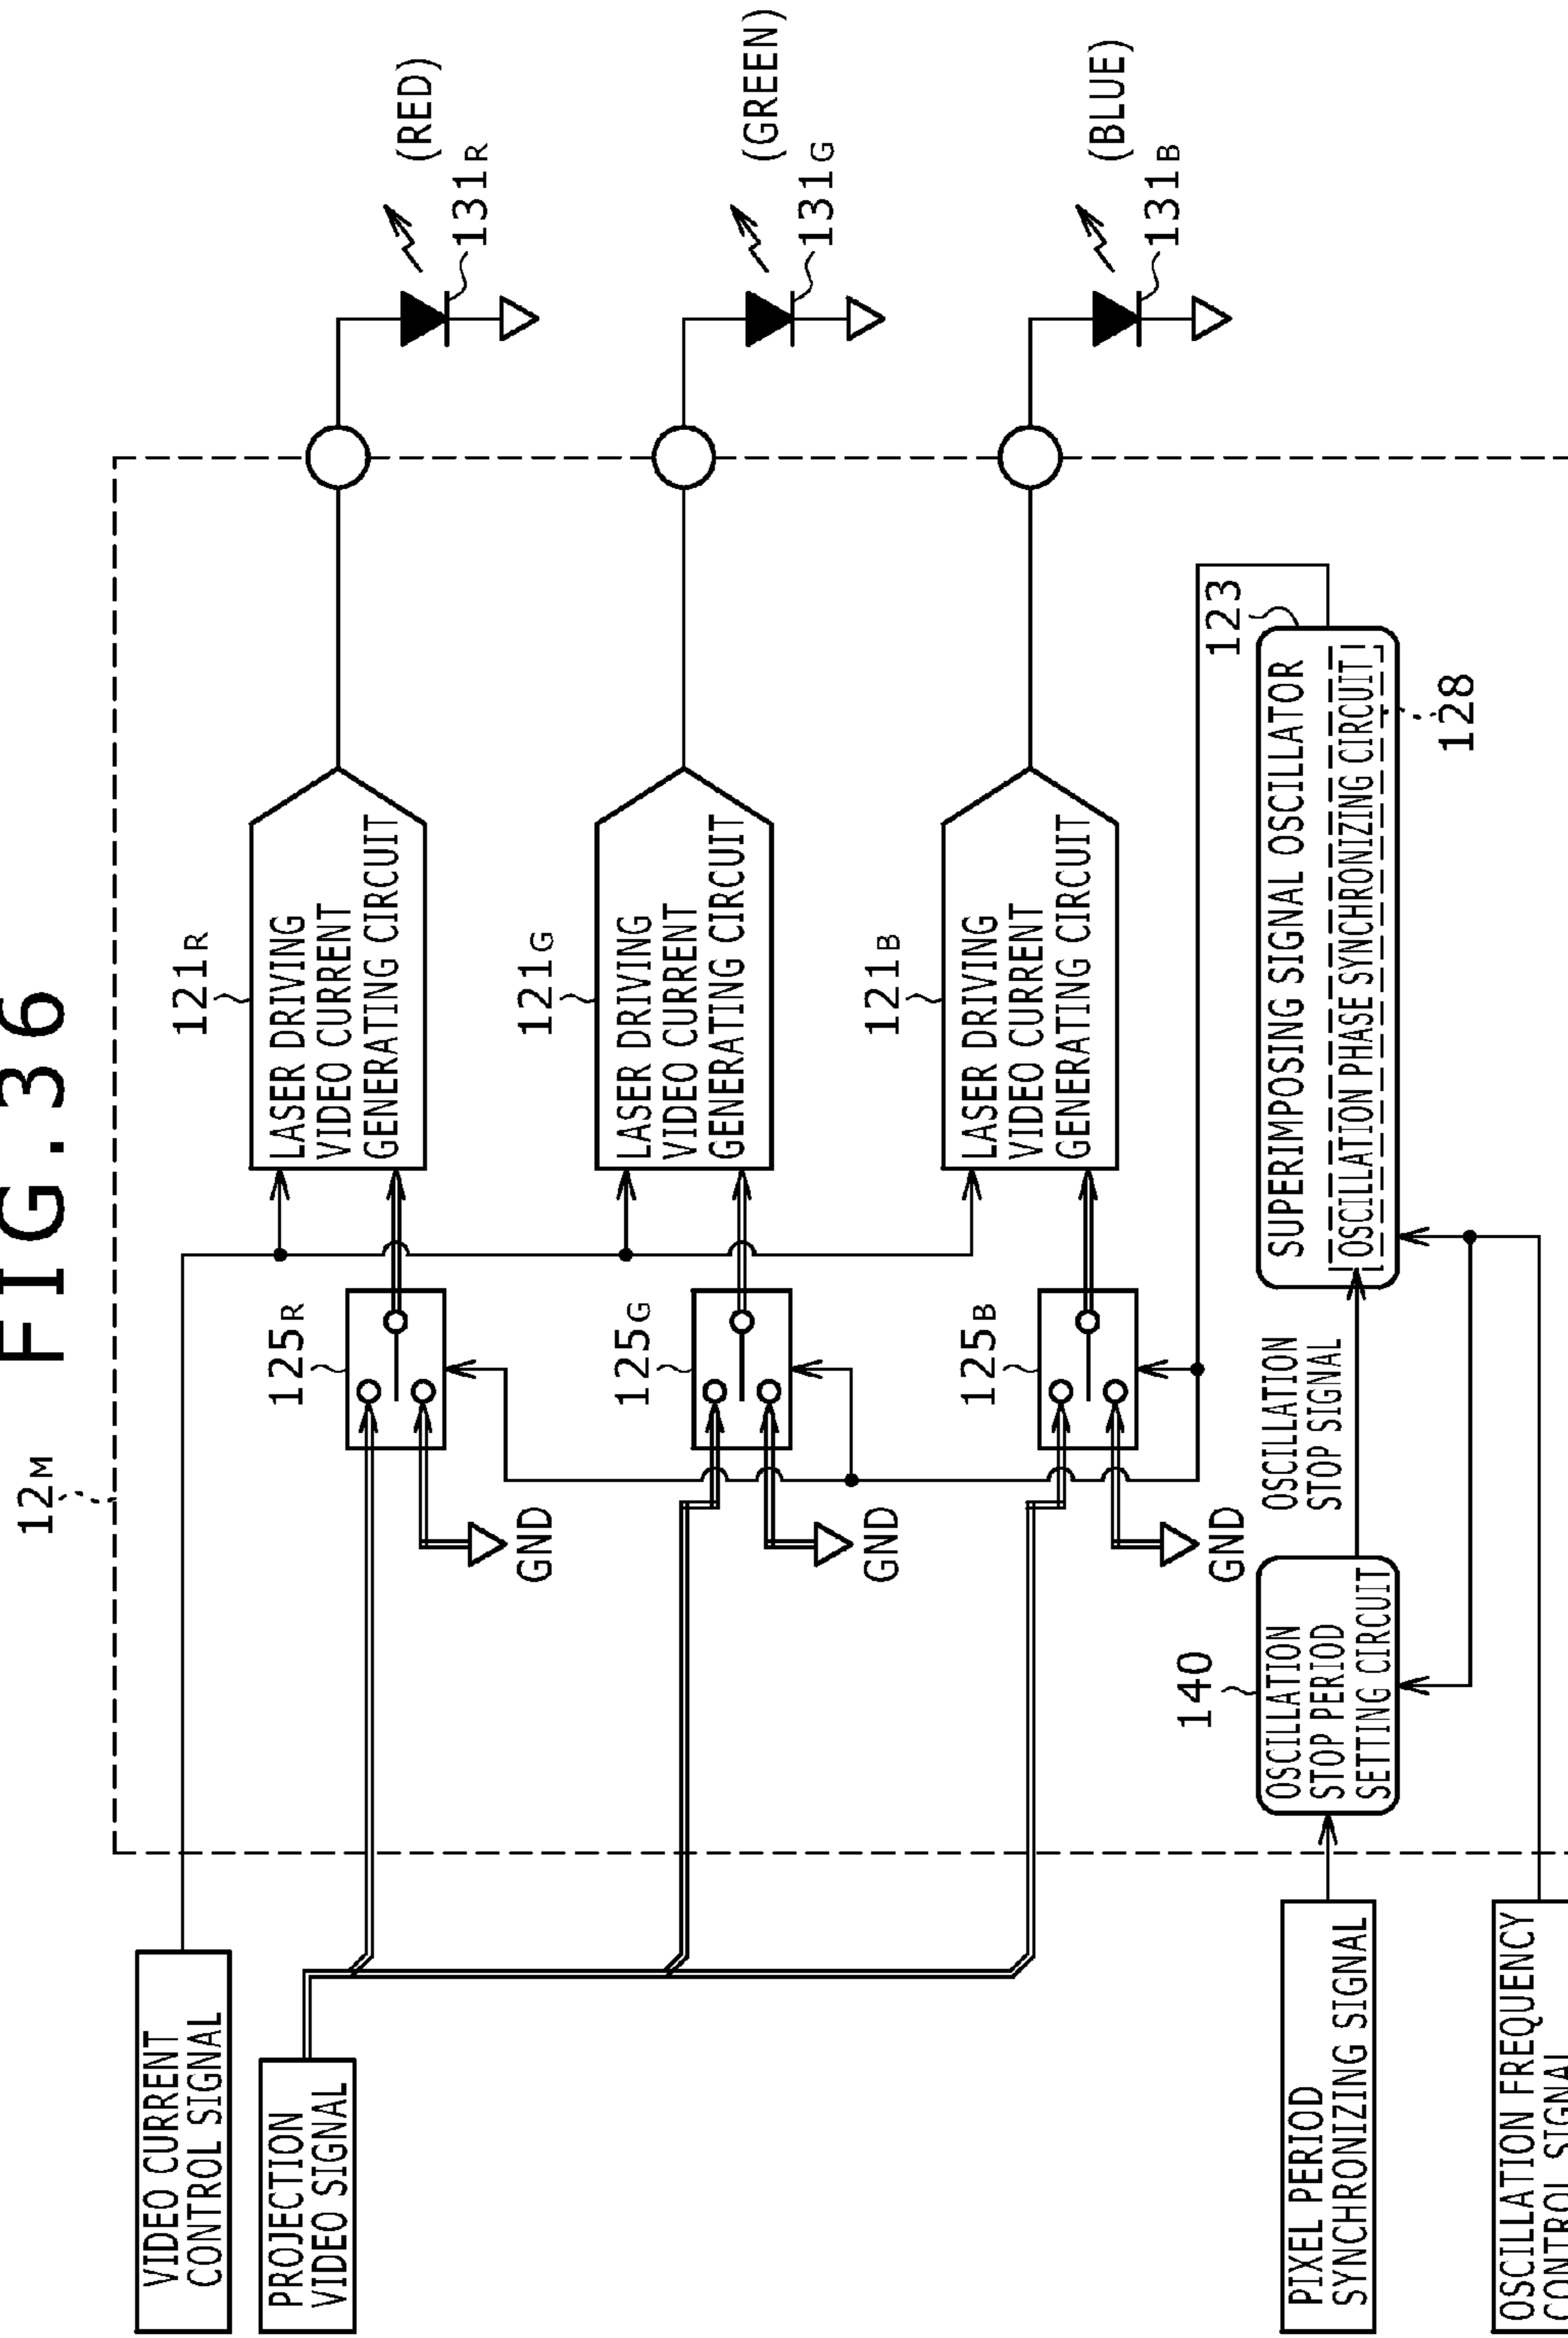 FIG.36
12M
VIDEO CURRENT
CONTROL SIGNAL
PROJECTION
VIDEO SIGNAL
125R
GND
121R
LASER DRIVING
VIDEO CURRENT
GENERATING CIRCUIT
(RED)
131R
125G
GND
121G
LASER DRIVING
VIDEO CURRENT
GENERATING CIRCUIT
(GREEN)
131G
125B
GND
121B
LASER DRIVING
VIDEO CURRENT
GENERATING CIRCUIT
(BLUE)
131B
PIXEL PERIOD
SYNCHRONIZING SIGNAL
140
OSCILLATION
STOP PERIOD
SETTING CIRCUIT
OSCILLATION
STOP SIGNAL
123
SUPERIMPOSING SIGNAL OSCILLATOR
OSCILLATION PHASE SYNCHRONIZING CIRCUIT
128
OSCILLATION FREQUENCY
CONTROL SIGNAL